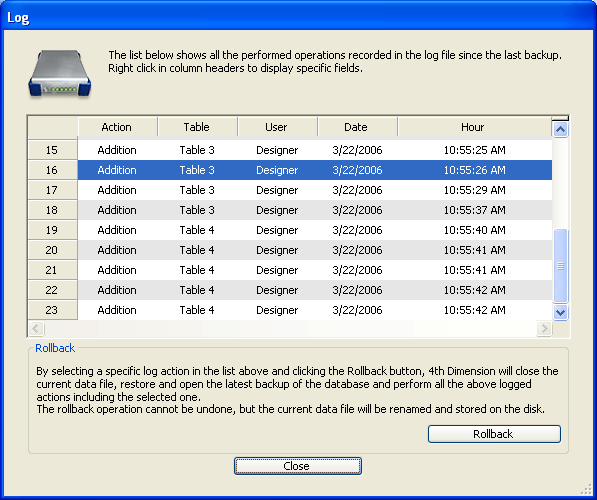 Log
The list below shows all the performed operations recorded in the log file since the last backup.
Right click in column headers to display specific fields.
Action Table User Date Hour
15 Addition Table 3 Designer 3/22/2006 10:55:25 AM
16 Addition Table 3 Designer 3/22/2006 10:55:26 AM
17 Addition Table 3 Designer 3/22/2006 10:55:29 AM
18 Addition Table 3 Designer 3/22/2006 10:55:37 AM
19 Addition Table 4 Designer 3/22/2006 10:55:40 AM
20 Addition Table 4 Designer 3/22/2006 10:55:41 AM
21 Addition Table 4 Designer 3/22/2006 10:55:41 AM
22 Addition Table 4 Designer 3/22/2006 10:55:42 AM
23 Addition Table 4 Designer 3/22/2006 10:55:42 AM
Rollback
By selecting a specific log action in the list above and clicking the Rollback button, 4th Dimension will close the
current data file, restore and open the latest backup of the database and perform all the above logged
actions including the selected one.
The rollback operation cannot be undone, but the current data file will be renamed and stored on the disk.
Rollback
Close